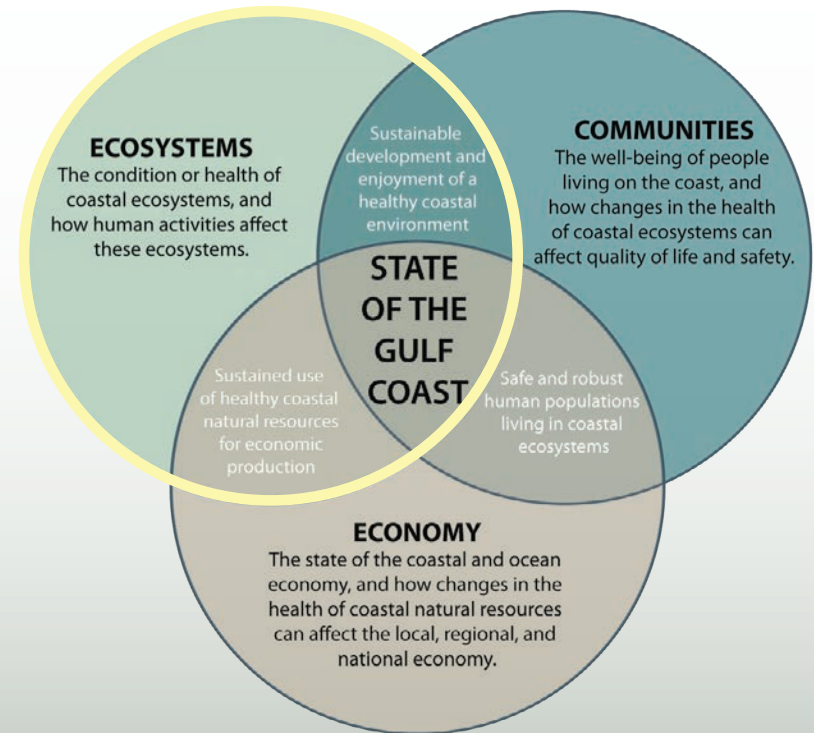 ECOSYSTEMS
The condition or health of
coastal ecosystems, and
how human activities affect
these ecosystems.
Sustainable
development and
enjoyment of a
healthy coastal
environment
COMMUNITIES
The well-being of people
living on the coast, and
how changes in the health
of coastal ecosystems can
affect quality of life and safety.
STATE
OF THE
GULF
COAST
Sustained use
of healthy coastal
natural resources
for economic
production
Safe and robust
human populations
living in coastal
ecosystems
ECONOMY
The state of the coastal and ocean
economy, and how changes in the
health of coastal natural resources
can affect the local, regional, and
national economy.